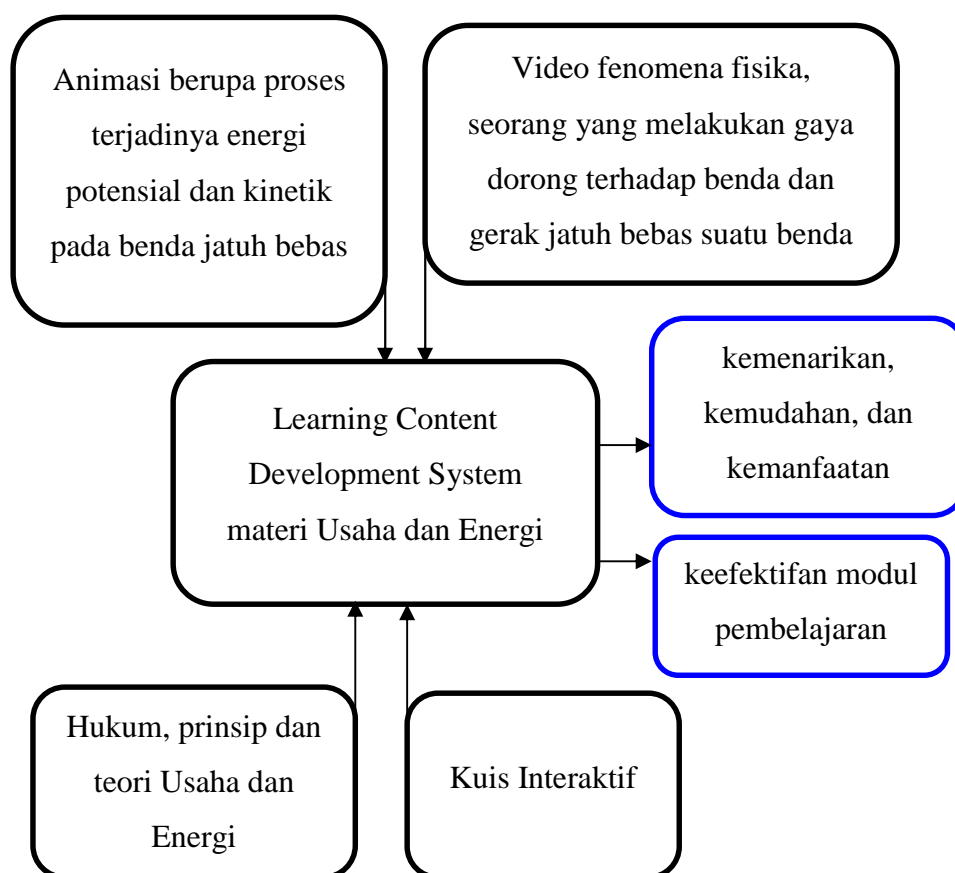 Animasi berupa proses
terjadinya energi
potensial dan kinetik
pada benda jatuh bebas
Video fenomena fisika,
seorang yang melakukan gaya
dorong terhadap benda dan
gerak jatuh bebas suatu benda
Learning Content
Development System
materi Usaha dan Energi
kemenarikan,
kemudahan, dan
kemanfaatan
keefektifan modul
pembelajaran
Hukum, prinsip dan
teori Usaha dan
Energi
Kuis Interaktif